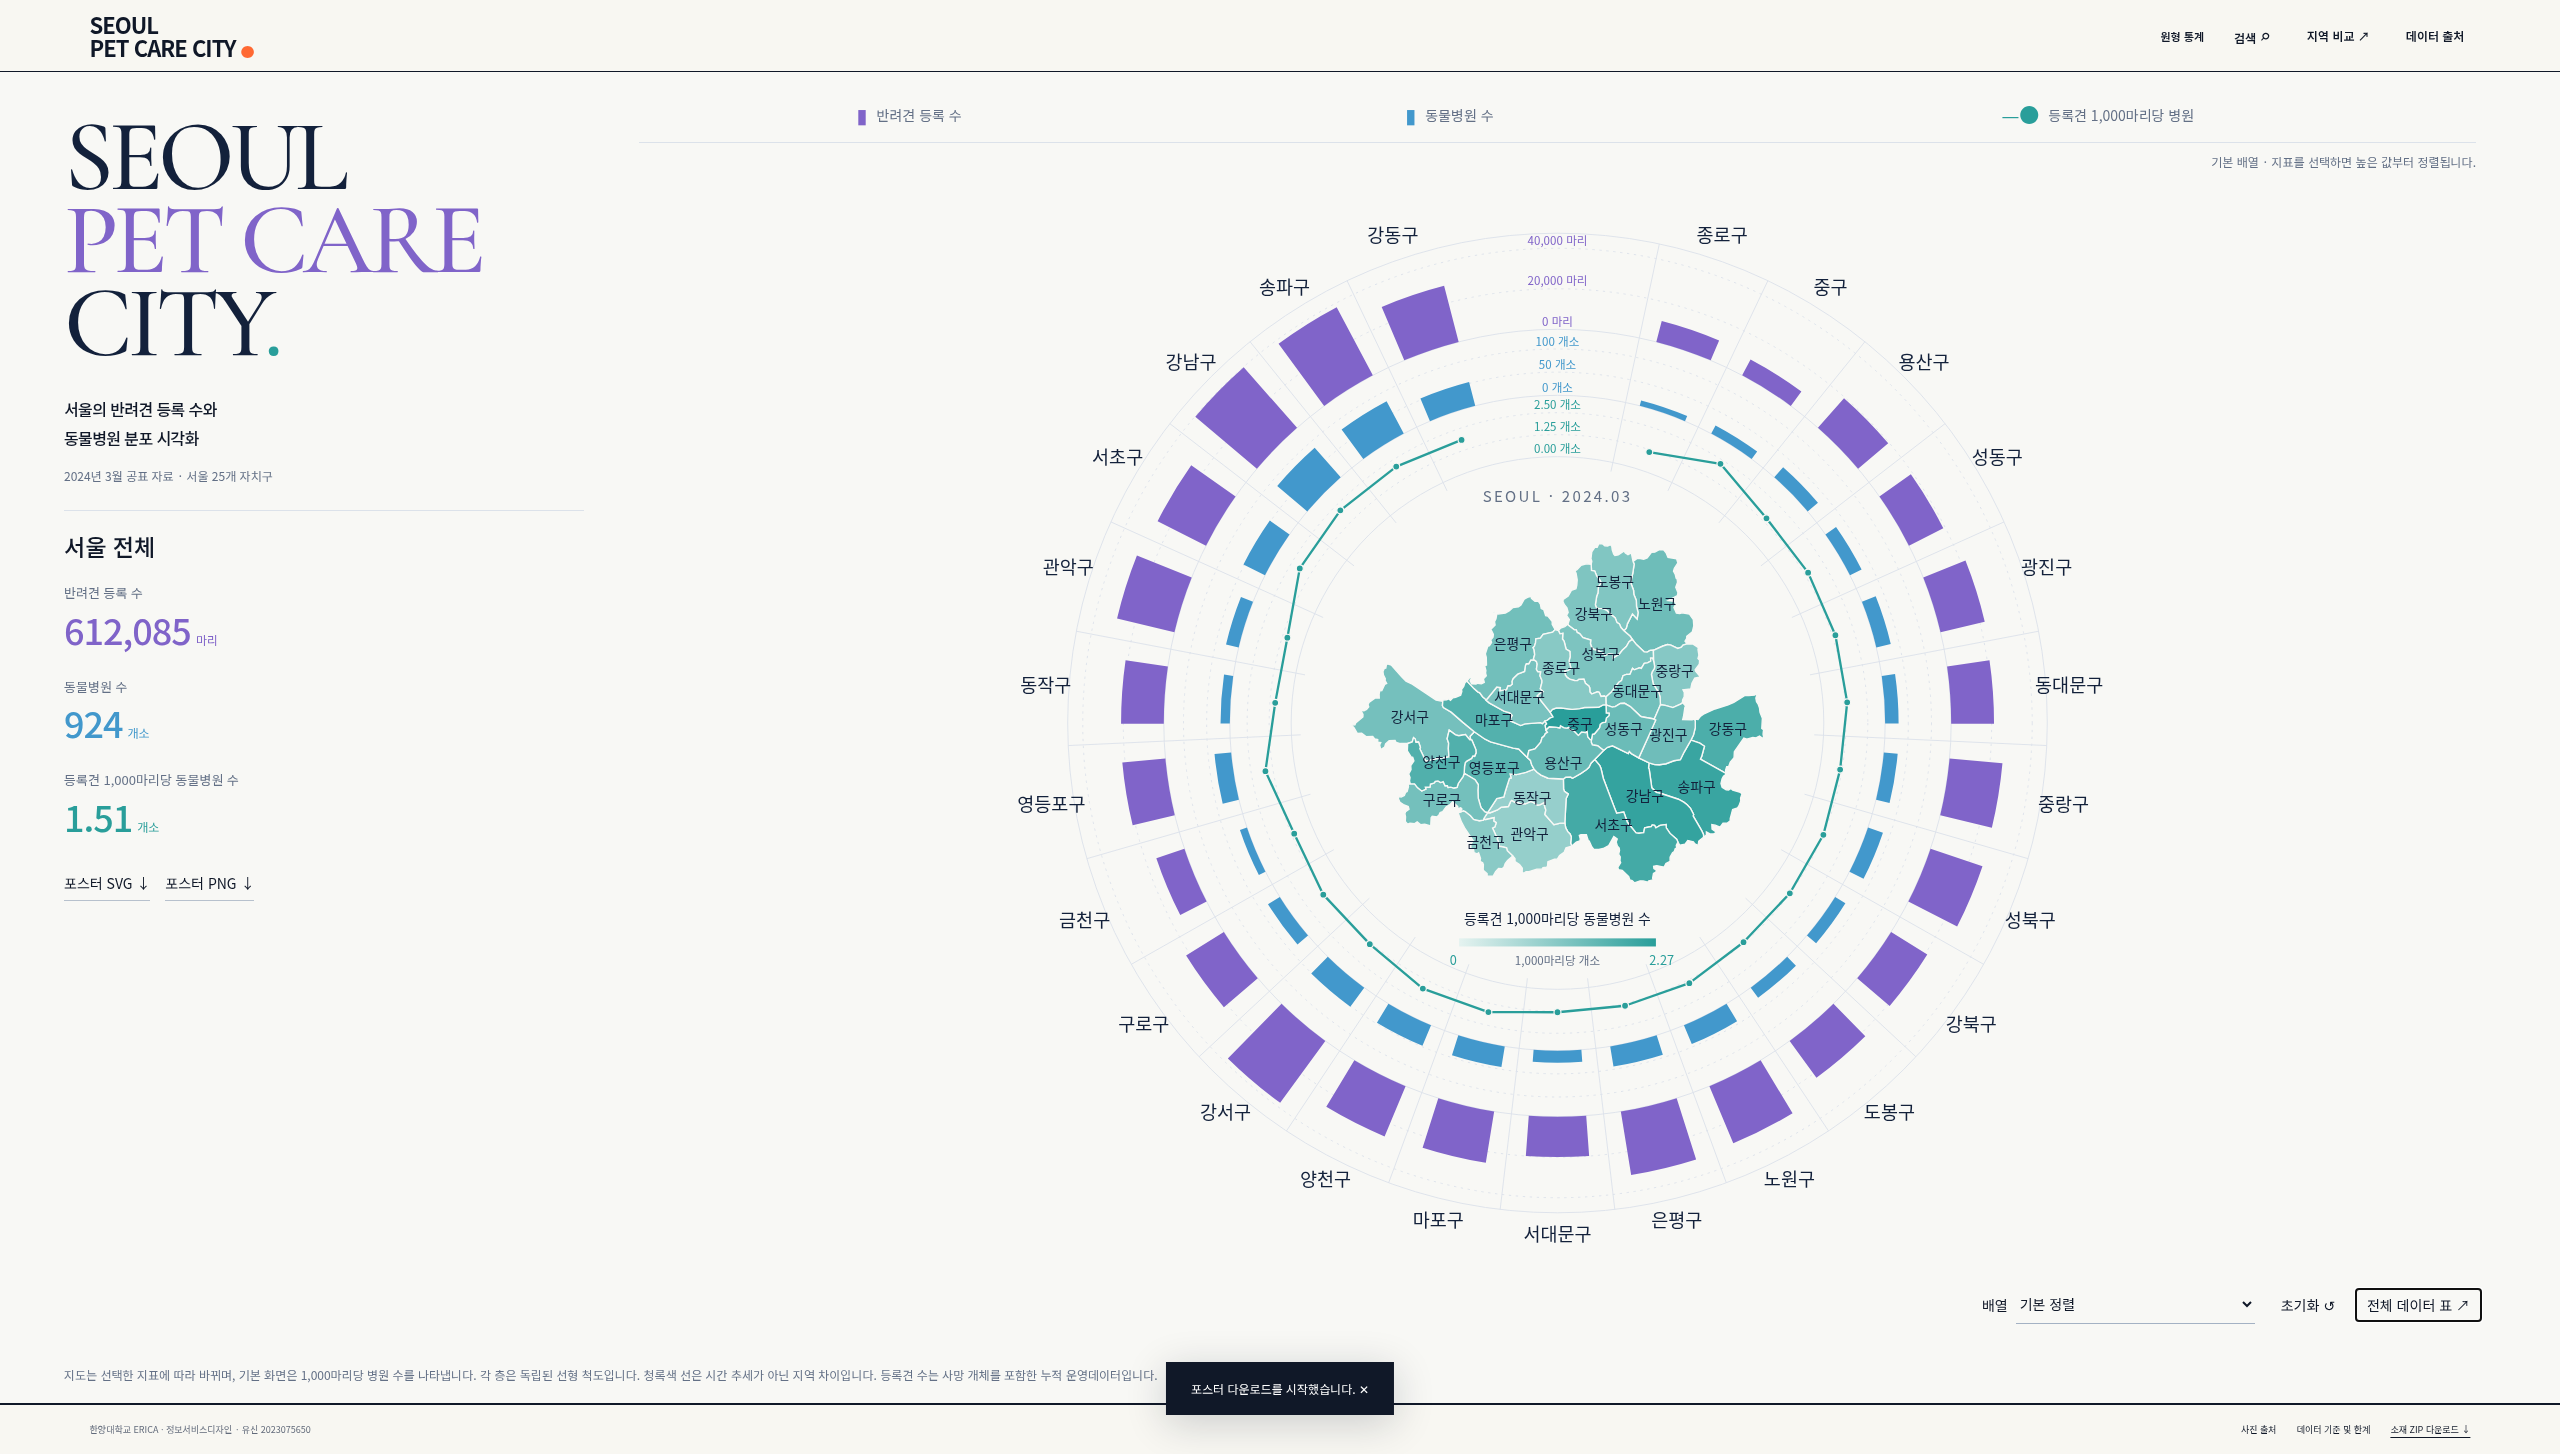 SEOUL
PET CARE CITY
원형 통계
검색
지역 비교 ↗
데이터 출처
SEOUL
PET CARE
CITY.
서울의 반려견 등록 수와
동물병원 분포 시각화
2024년 3월 공표 자료 · 서울 25개 자치구
서울 전체
반려견 등록 수
612,085 마리
동물병원 수
924 개소
등록견 1,000마리당 동물병원 수
1.51 개소
포스터 SVG ↓
포스터 PNG ↓
반려견 등록 수
동물병원 수
등록견 1,000마리당 병원
기본 배열 · 지표를 선택하면 높은 값부터 정렬됩니다.
종로구
중구
용산구
성동구
광진구
동대문구
중랑구
성북구
강북구
도봉구
노원구
은평구
서대문구
마포구
양천구
강서구
구로구
금천구
영등포구
동작구
관악구
서초구
강남구
송파구
강동구
40,000 마리
20,000 마리
0 마리
100 개소
50 개소
0 개소
2.50 개소
1.25 개소
0.00 개소
SEOUL · 2024.03
도봉구
노원구
강북구
은평구
성북구
종로구
중랑구
동대문구
서대문구
강서구
마포구
중구
성동구
광진구
강동구
양천구
영등포구
용산구
구로구
동작구
강남구
송파구
서초구
관악구
금천구
등록견 1,000마리당 동물병원 수
0
1,000마리당 개소
2.27
배열
기본 정렬
초기화 ↺
전체 데이터 표 ↗
지도는 선택한 지표에 따라 바뀌며, 기본 화면은 1,000마리당 병원 수를 나타냅니다. 각 층은 독립된 선형 척도입니다. 청록색 선은 시간 추세가 아닌 지역 차이입니다. 등록견 수는 사망 개체를 포함한 누적 운영데이터입니다.
포스터 다운로드를 시작했습니다. ×
한양대학교 ERICA · 정보서비스디자인 · 유신 2023075650
사진 출처
데이터 기준 및 한계
소재 ZIP 다운로드 ↓